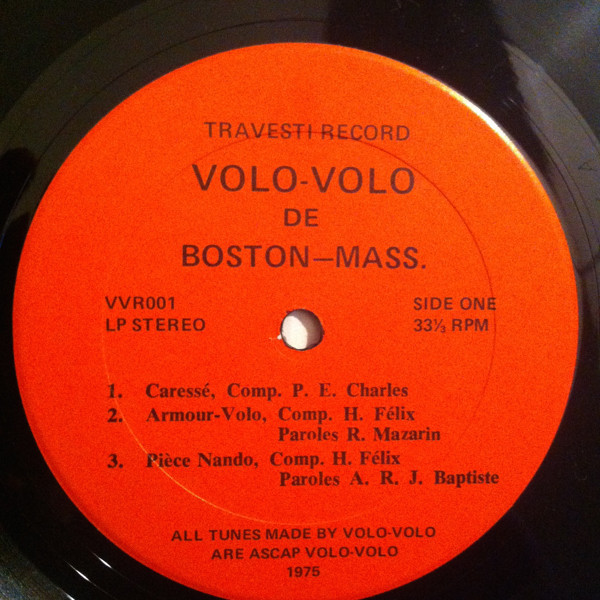 TRAVESTI RECORD
VOLO-VOLO
DE
BOSTON—MASS.
VVR001 SIDE ONE
LP STEREO 33⅓ RPM
1. Caressé, Comp. P. E. Charles
2. Armour-Volo, Comp. H. Félix
Paroles R. Mazarin
3. Pièce Nando, Comp. H. Félix
Paroles A. R. J. Baptiste
ALL TUNES MADE BY VOLO-VOLO
ARE ASCAP VOLO-VOLO
1975